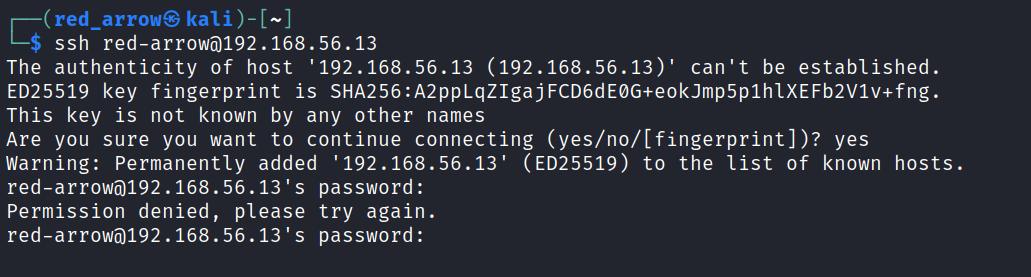 ┌──(red_arrow㉿kali)-[~]
└─$ ssh red-arrow@192.168.56.13
The authenticity of host '192.168.56.13 (192.168.56.13)' can't be established.
ED25519 key fingerprint is SHA256:A2ppLqZIgajFCD6dE0G+eokJmp5p1hlXEFb2V1v+fng.
This key is not known by any other names
Are you sure you want to continue connecting (yes/no/[fingerprint])? yes
Warning: Permanently added '192.168.56.13' (ED25519) to the list of known hosts.
red-arrow@192.168.56.13's password:
Permission denied, please try again.
red-arrow@192.168.56.13's password: